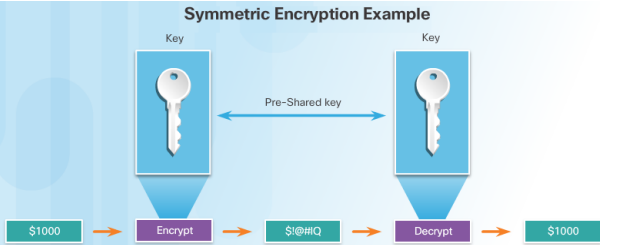 Symmetric Encryption Example
Key
Key
Pre-Shared key
$1000
Encrypt
$!@#IQ
Decrypt
$1000